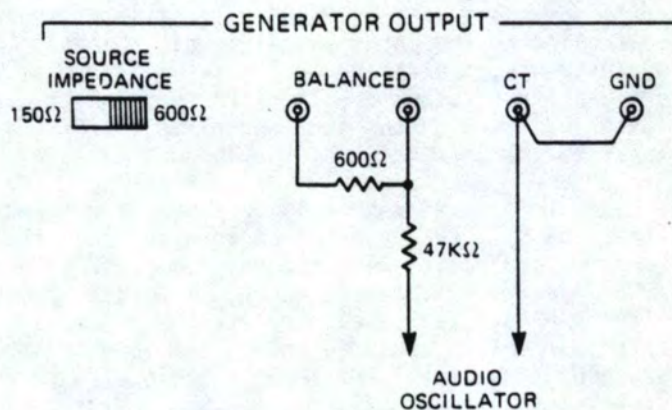 GENERATOR OUTPUT
SOURCE
IMPEDANCE
150Ω 600Ω
BALANCED
CT
GND
600Ω
47KΩ
AUDIO
OSCILLATOR